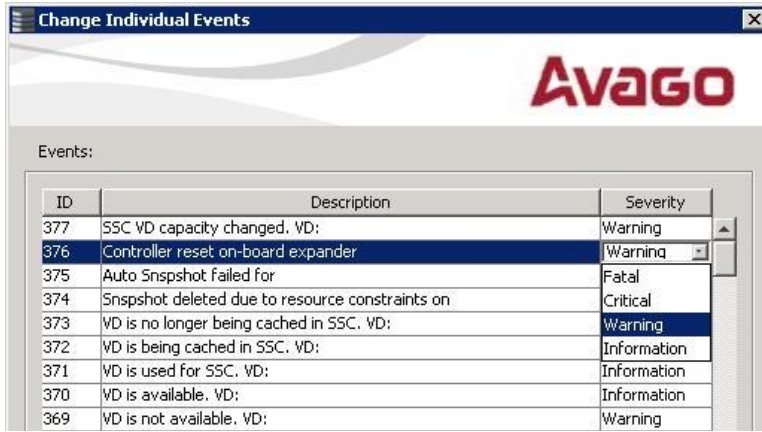 Change Individual Events
Avago
Events:
ID Description Severity
377 SSC VD capacity changed. VD: Warning
376 Controller reset on-board expander Warning
375 Auto Snspshot failed for Fatal
374 Snspshot deleted due to resource constraints on Critical
373 VD is no longer being cached in SSC. VD: Warning
372 VD is being cached in SSC. VD: Information
371 VD is used for SSC. VD: Information
370 VD is available. VD: Information
369 VD is not available. VD: Warning